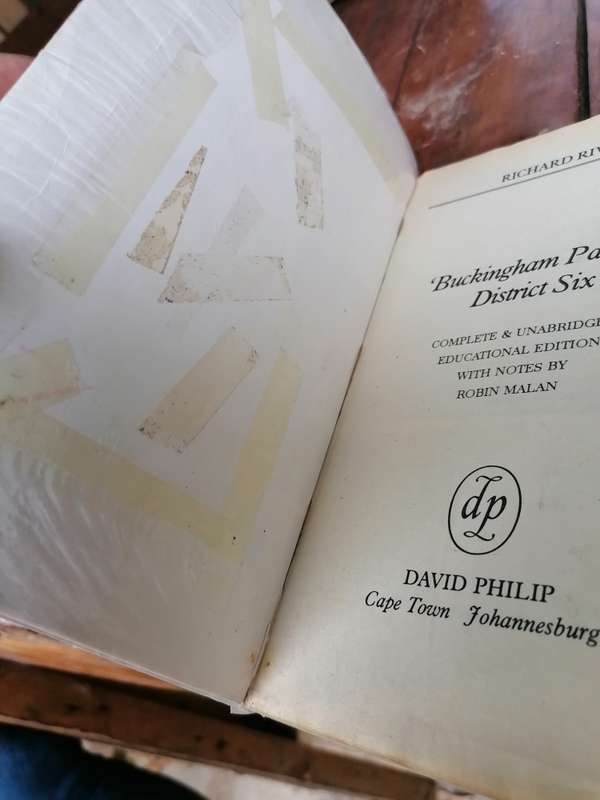 RICHARD RIV
'Buckingham Pa
District Six
COMPLETE & UNABRIDGE
EDUCATIONAL EDITION
WITH NOTES BY
ROBIN MALAN
dp
DAVID PHILIP
Cape Town Johannesburg